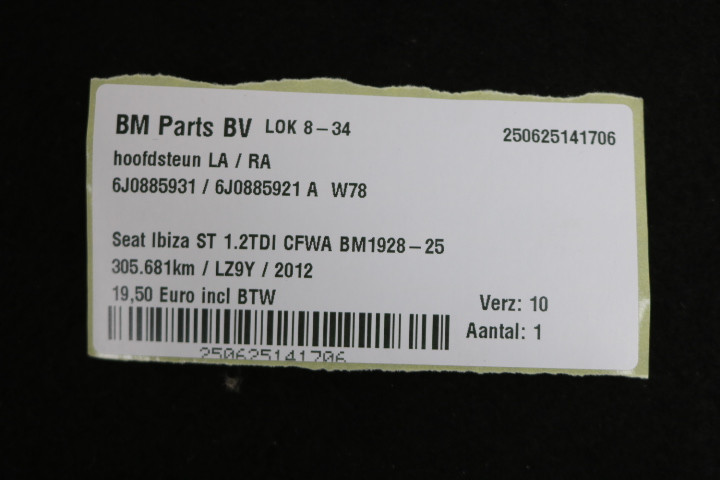 BM Parts BV LOK 8-34 250625141706
hoofdsteun LA / RA
6J0885931 / 6J0885921 A W78
Seat Ibiza ST 1.2TDI CFWA BM1928-25
305.681km / LZ9Y / 2012
19,50 Euro incl BTW
Verz: 10
Aantal: 1
250625141706